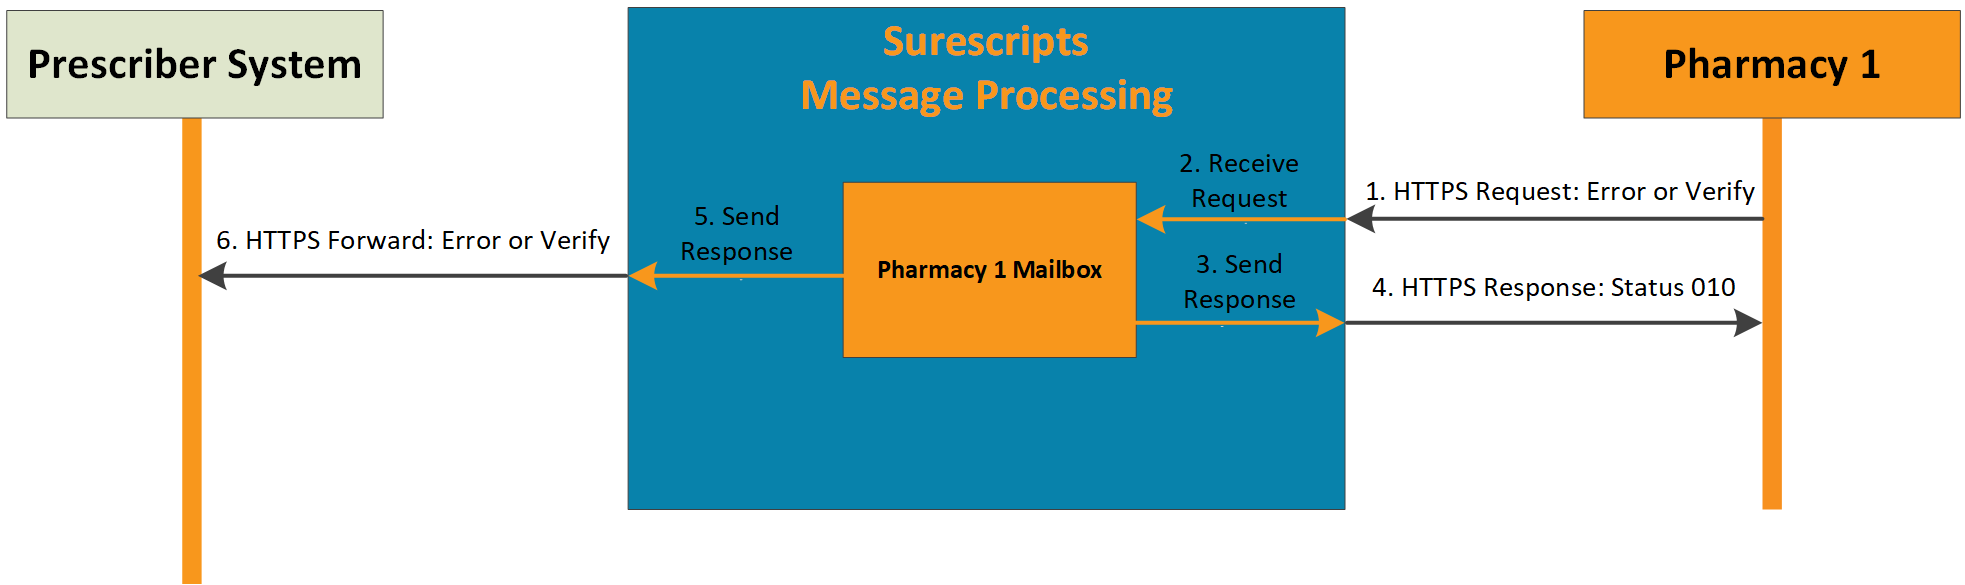 Prescriber System
Surescripts
Message Processing
Pharmacy 1
2. Receive
Request
1. HTTPS Request: Error or Verify
5. Send
Response
6. HTTPS Forward: Error or Verify
Pharmacy 1 Mailbox
3. Send
Response
4. HTTPS Response: Status 010